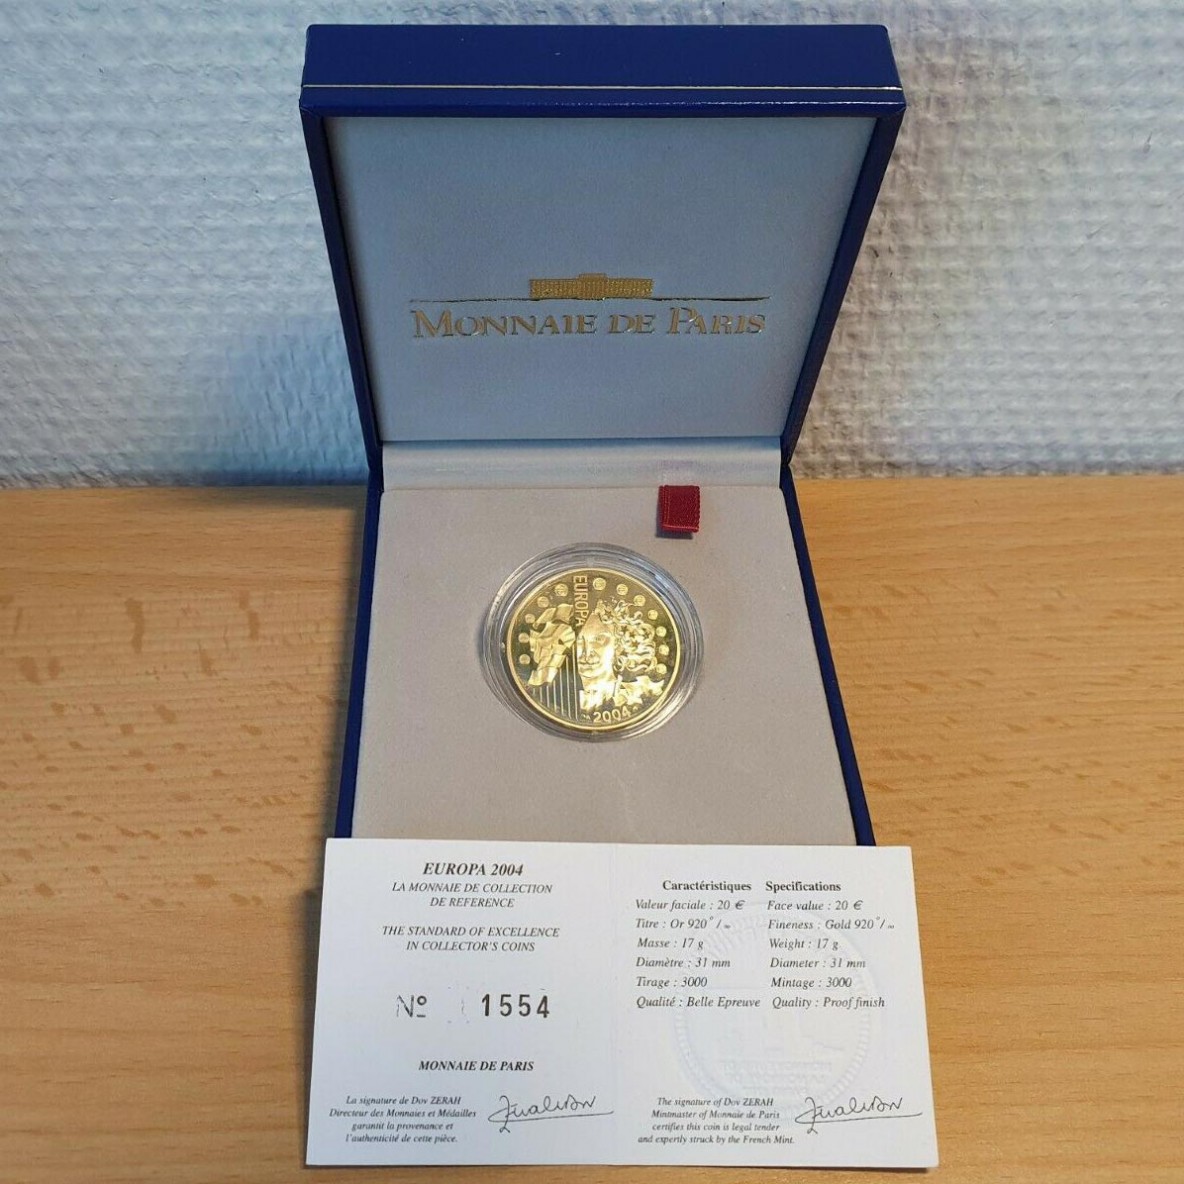 MONNAIE DE PARIS
EUROPA
2004
EUROPA 2004
LA MONNAIE DE COLLECTION
DE REFERENCE
THE STANDARD OF EXCELLENCE
IN COLLECTOR'S COINS
Nº 1554
MONNAIE DE PARIS
La signature de Dov ZERAH
Directeur des Monnaies et Médailles
garantit la provenance et
l'authenticité de cette pièce.
Caractéristiques Specifications
Valeur faciale : 20 € Face value : 20 €
Titre : Or 920°/₀₀ Fineness : Gold 920°/₀₀
Masse : 17 g Weight : 17 g
Diamètre : 31 mm Diameter : 31 mm
Tirage : 3000 Mintage : 3000
Qualité : Belle Epreuve Quality : Proof finish
The signature of Dov ZERAH
Mintmaster of Monnaie de Paris
certifies this coin is legal tender
and expertly struck by the French Mint.